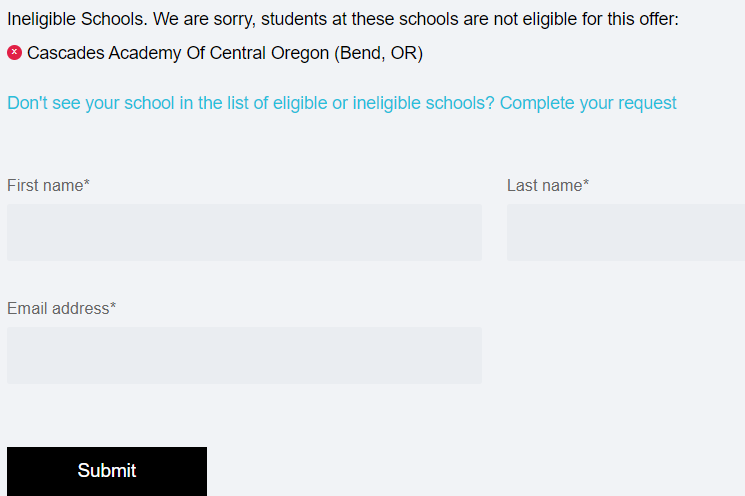 Ineligible Schools. We are sorry, students at these schools are not eligible for this offer:
x Cascades Academy Of Central Oregon (Bend, OR)
Don't see your school in the list of eligible or ineligible schools? Complete your request
First name* Last name*
Email address*
Submit